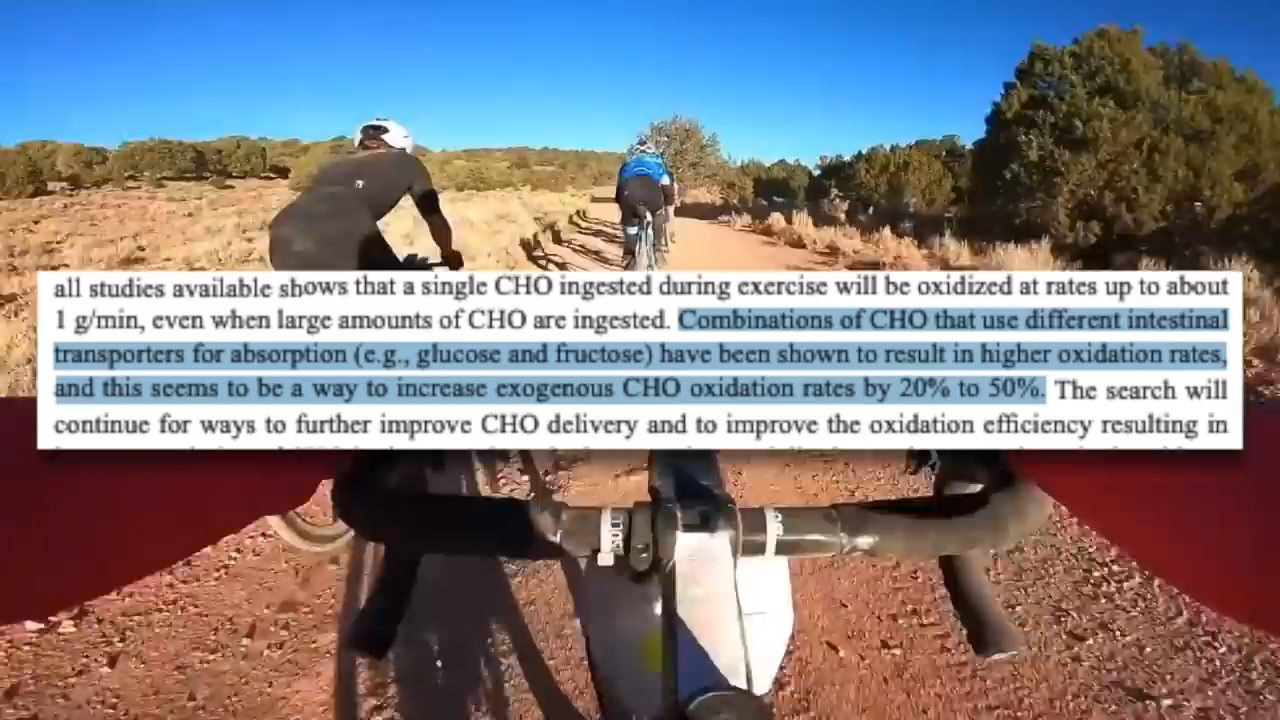 all studies available shows that a single CHO ingested during exercise will be oxidized at rates up to about
1 g/min, even when large amounts of CHO are ingested. Combinations of CHO that use different intestinal
transporters for absorption (e.g., glucose and fructose) have been shown to result in higher oxidation rates,
and this seems to be a way to increase exogenous CHO oxidation rates by 20% to 50%. The search will
continue for ways to further improve CHO delivery and to improve the oxidation efficiency resulting in